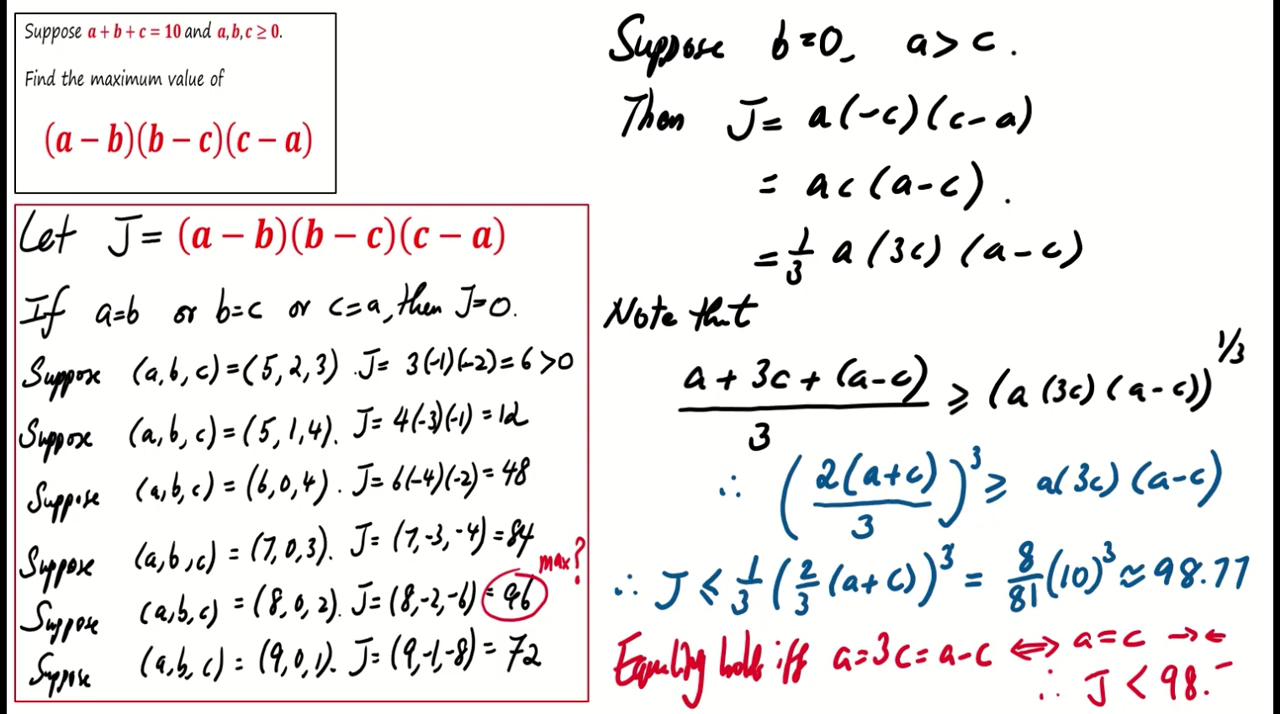 Suppose a + b + c = 10 and a, b, c ≥ 0.
Find the maximum value of
(a − b)(b − c)(c − a)
Let J = (a − b)(b − c)(c − a)
If a=b or b=c or c=a, then J=0.
Suppose (a, b, c) = (5, 2, 3) . J = 3(-1)(-2) = 6 > 0
Suppose (a, b, c) = (5, 1, 4). J = 4(-3)(-1) = 12
Suppose (a, b, c) = (6, 0, 4). J = 6(-4)(-2) = 48
Suppose (a, b, c) = (7, 0, 3). J = (7, -3, -4) = 84
max?
Suppose (a, b, c) = (8, 0, 2). J = (8, -2, -6) = 96
Suppose (a, b, c) = (9, 0, 1). J = (9, -1, -8) = 72
Suppose b=0, a > c.
Then J = a(-c)(c-a)
= ac(a-c).
= 1/3 a(3c)(a-c)
Note that
(a + 3c + (a-c))/3 ≥ (a(3c)(a-c))^1/3
∴ (2(a+c)/3)^3 ≥ a(3c)(a-c)
∴ J ≤ 1/3 (2/3 (a+c))^3 = 8/81 (10)^3 ≈ 98.77
Equality holds iff a = 3c = a-c ⟺ a = c →←
∴ J < 98.